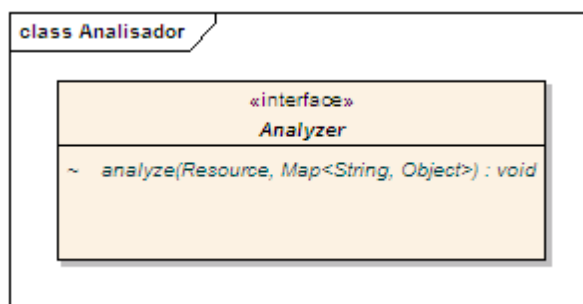 class Analisador
«interface»
Analyzer
~ analyze(Resource, Map<String, Object>) : void